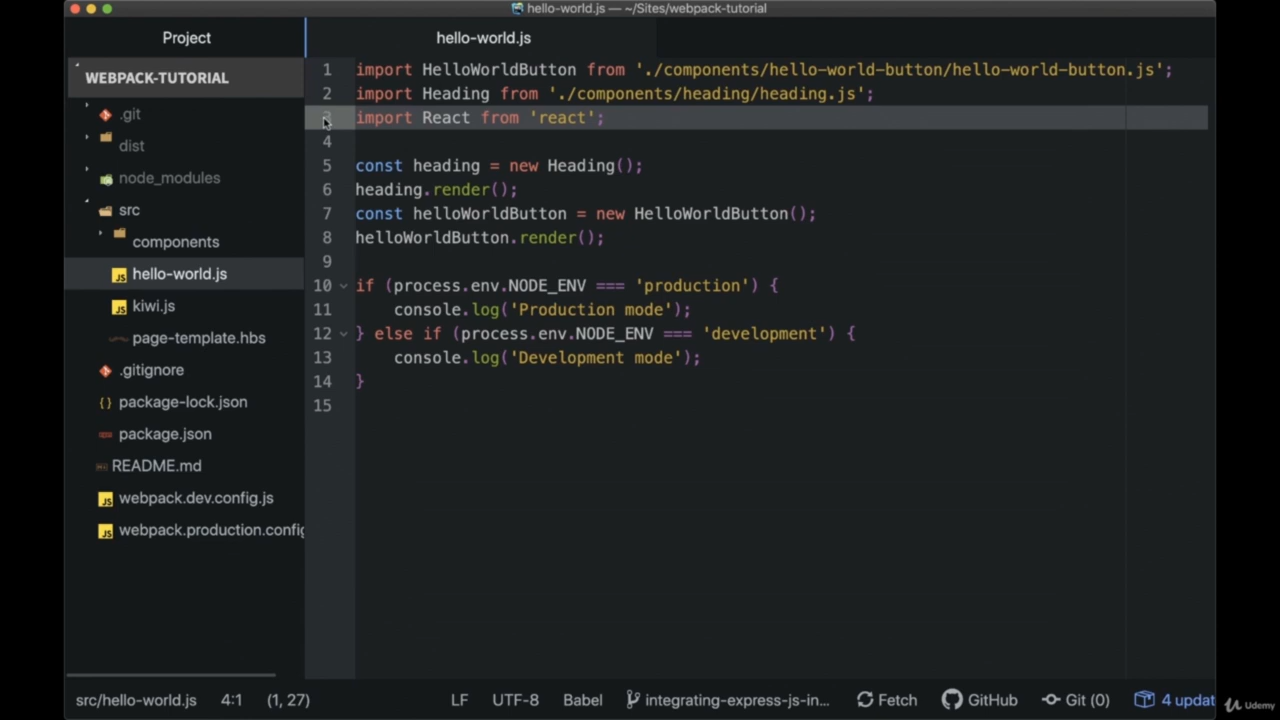 hello-world.js — ~/Sites/webpack-tutorial
Project
hello-world.js
WEBPACK-TUTORIAL
.git
dist
node_modules
src
components
hello-world.js
kiwi.js
page-template.hbs
.gitignore
package-lock.json
package.json
README.md
webpack.dev.config.js
webpack.production.config
1 import HelloWorldButton from './components/hello-world-button/hello-world-button.js';
2 import Heading from './components/heading/heading.js';
3 import React from 'react';
4
5 const heading = new Heading();
6 heading.render();
7 const helloWorldButton = new HelloWorldButton();
8 helloWorldButton.render();
9
10 if (process.env.NODE_ENV === 'production') {
11 console.log('Production mode');
12 } else if (process.env.NODE_ENV === 'development') {
13 console.log('Development mode');
14 }
15
src/hello-world.js 4:1 (1, 27) LF UTF-8 Babel integrating-express-js-in... Fetch GitHub Git (0) 4 updat
Udemy